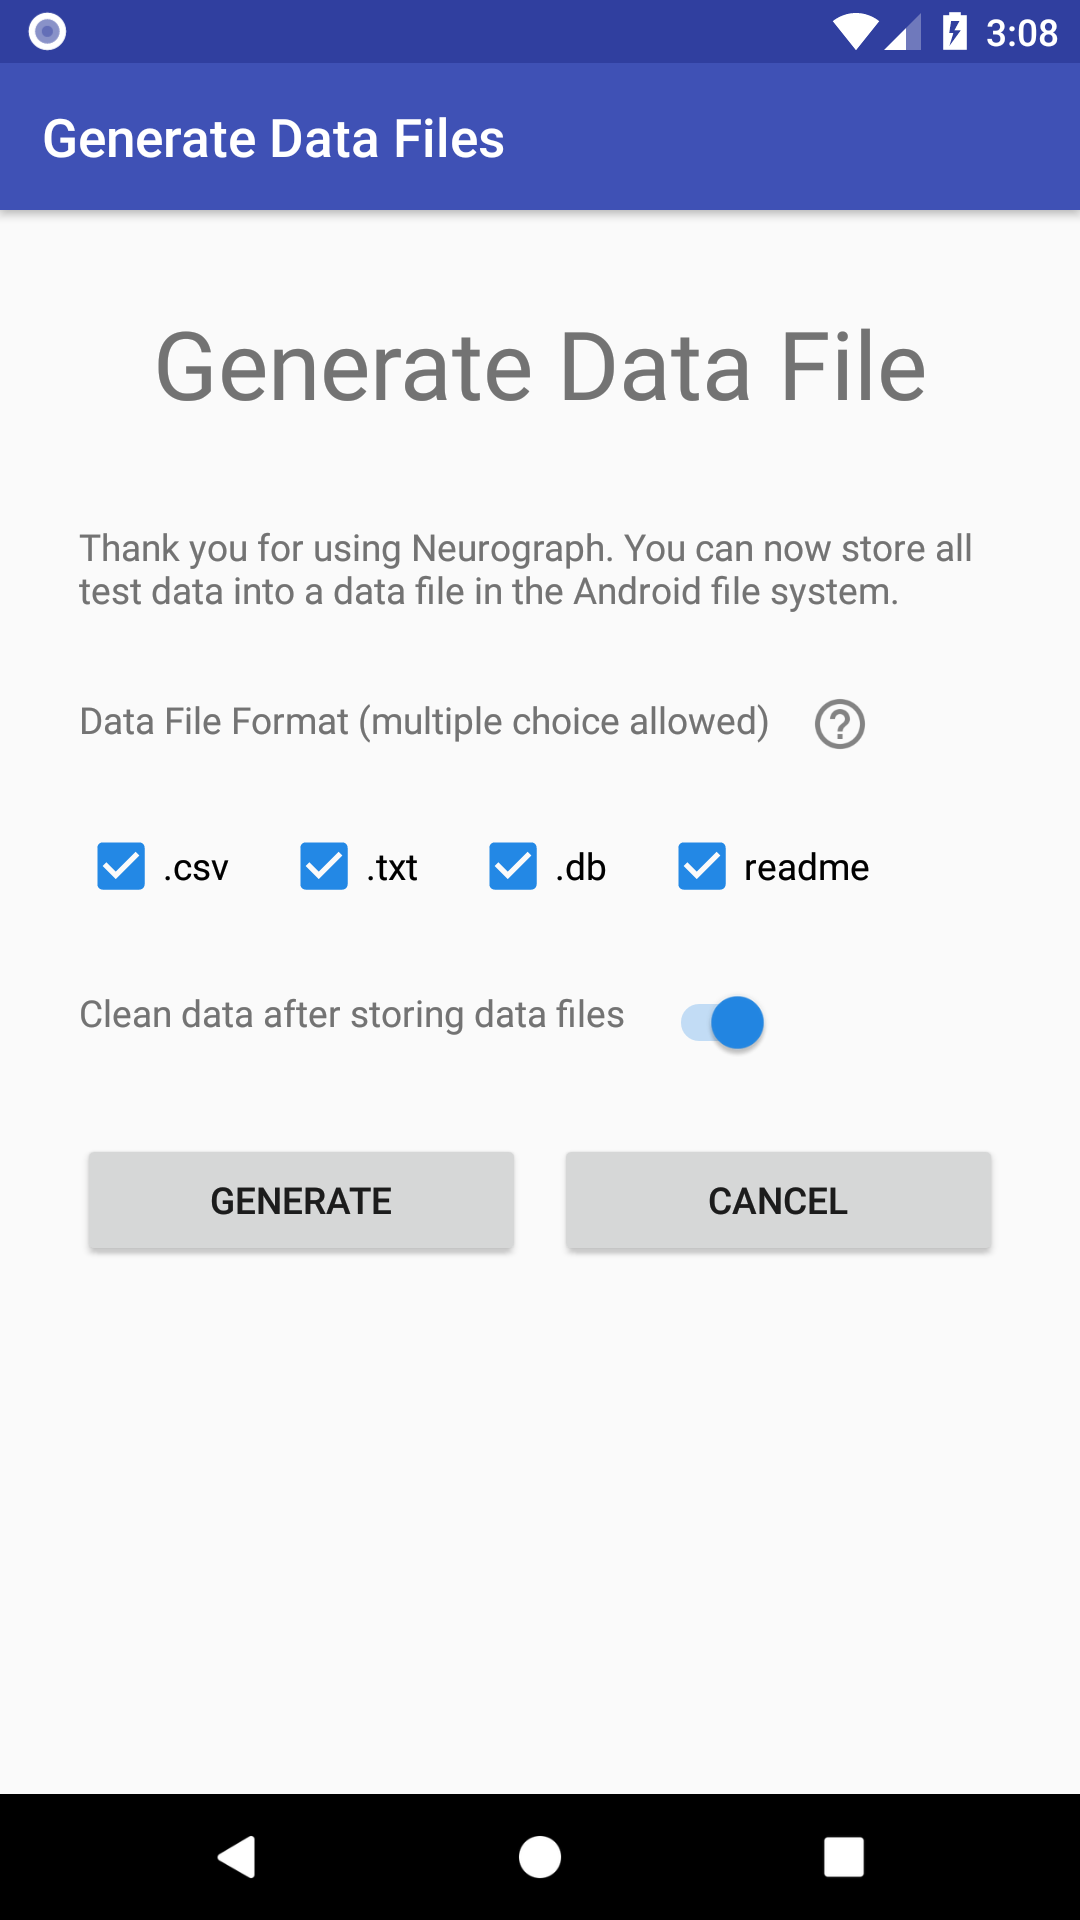 3:08
Generate Data Files
Generate Data File
Thank you for using Neurograph. You can now store all
test data into a data file in the Android file system.
Data File Format (multiple choice allowed) ?
.csv .txt .db readme
Clean data after storing data files
GENERATE CANCEL